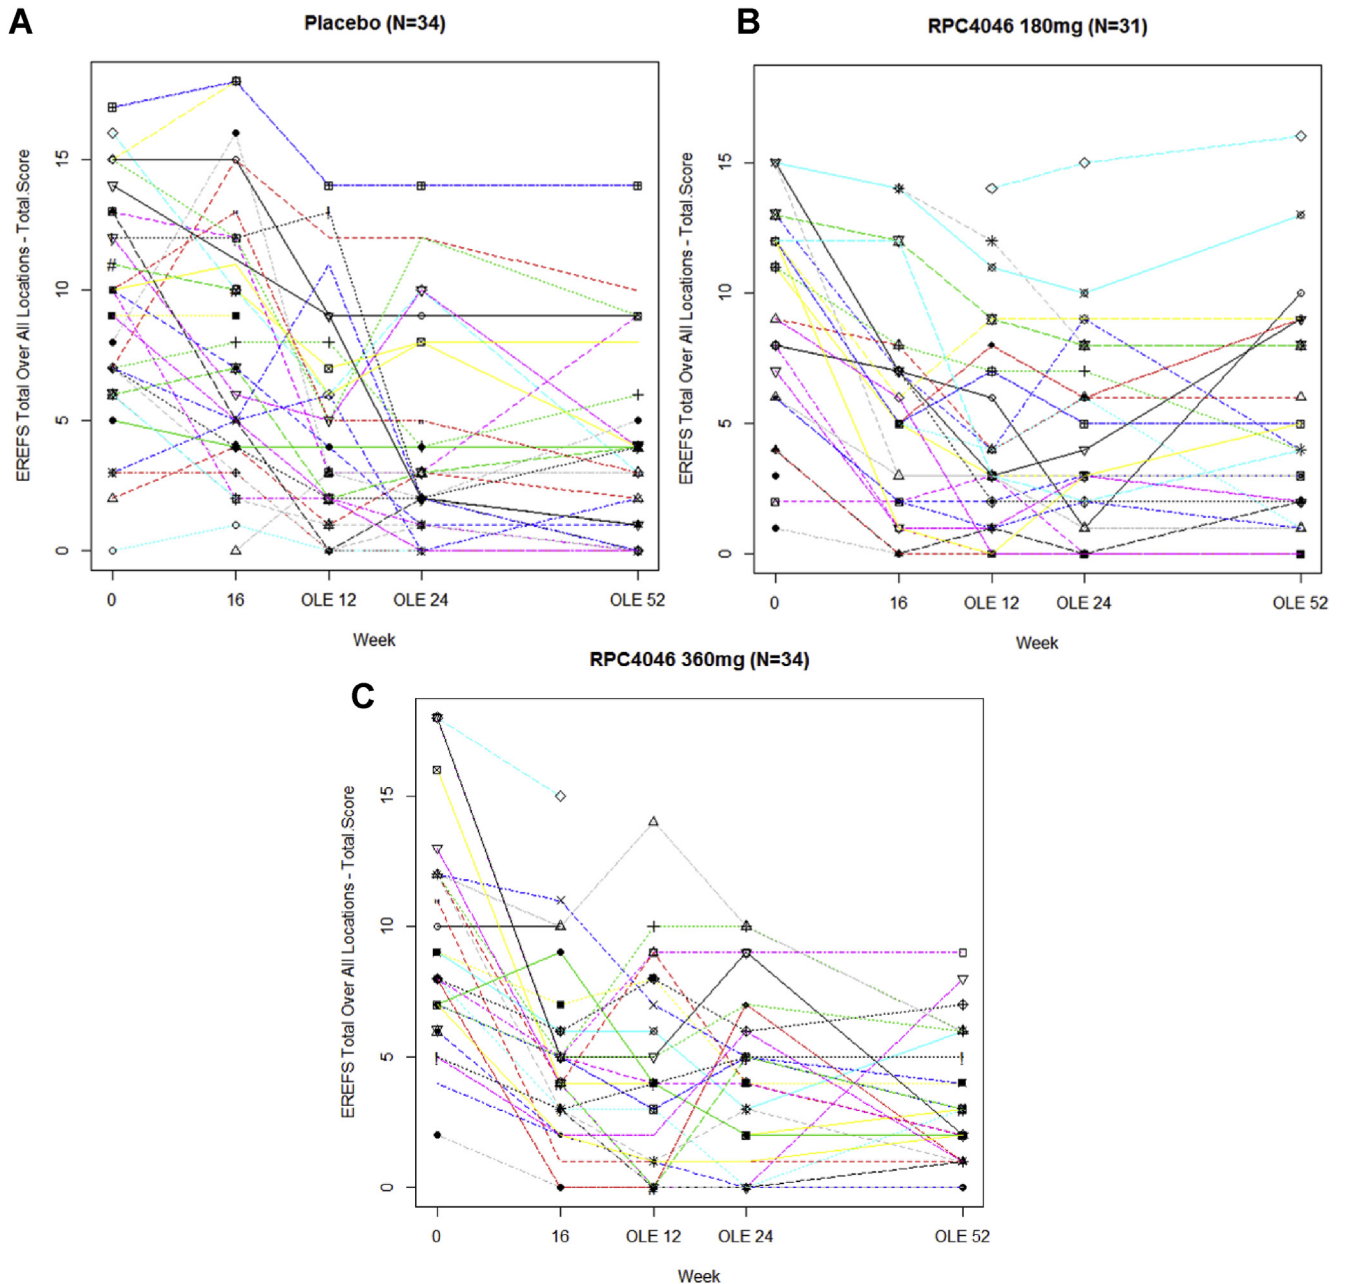 A
Placebo (N=34)
EREFS Total Over All Locations - Total.Score
15
10
5
0
0 16 OLE 12 OLE 24 OLE 52
Week
B
RPC4046 180mg (N=31)
EREFS Total Over All Locations - Total.Score
15
10
5
0
0 16 OLE 12 OLE 24 OLE 52
Week
C
RPC4046 360mg (N=34)
EREFS Total Over All Locations - Total.Score
15
10
5
0
0 16 OLE 12 OLE 24 OLE 52
Week